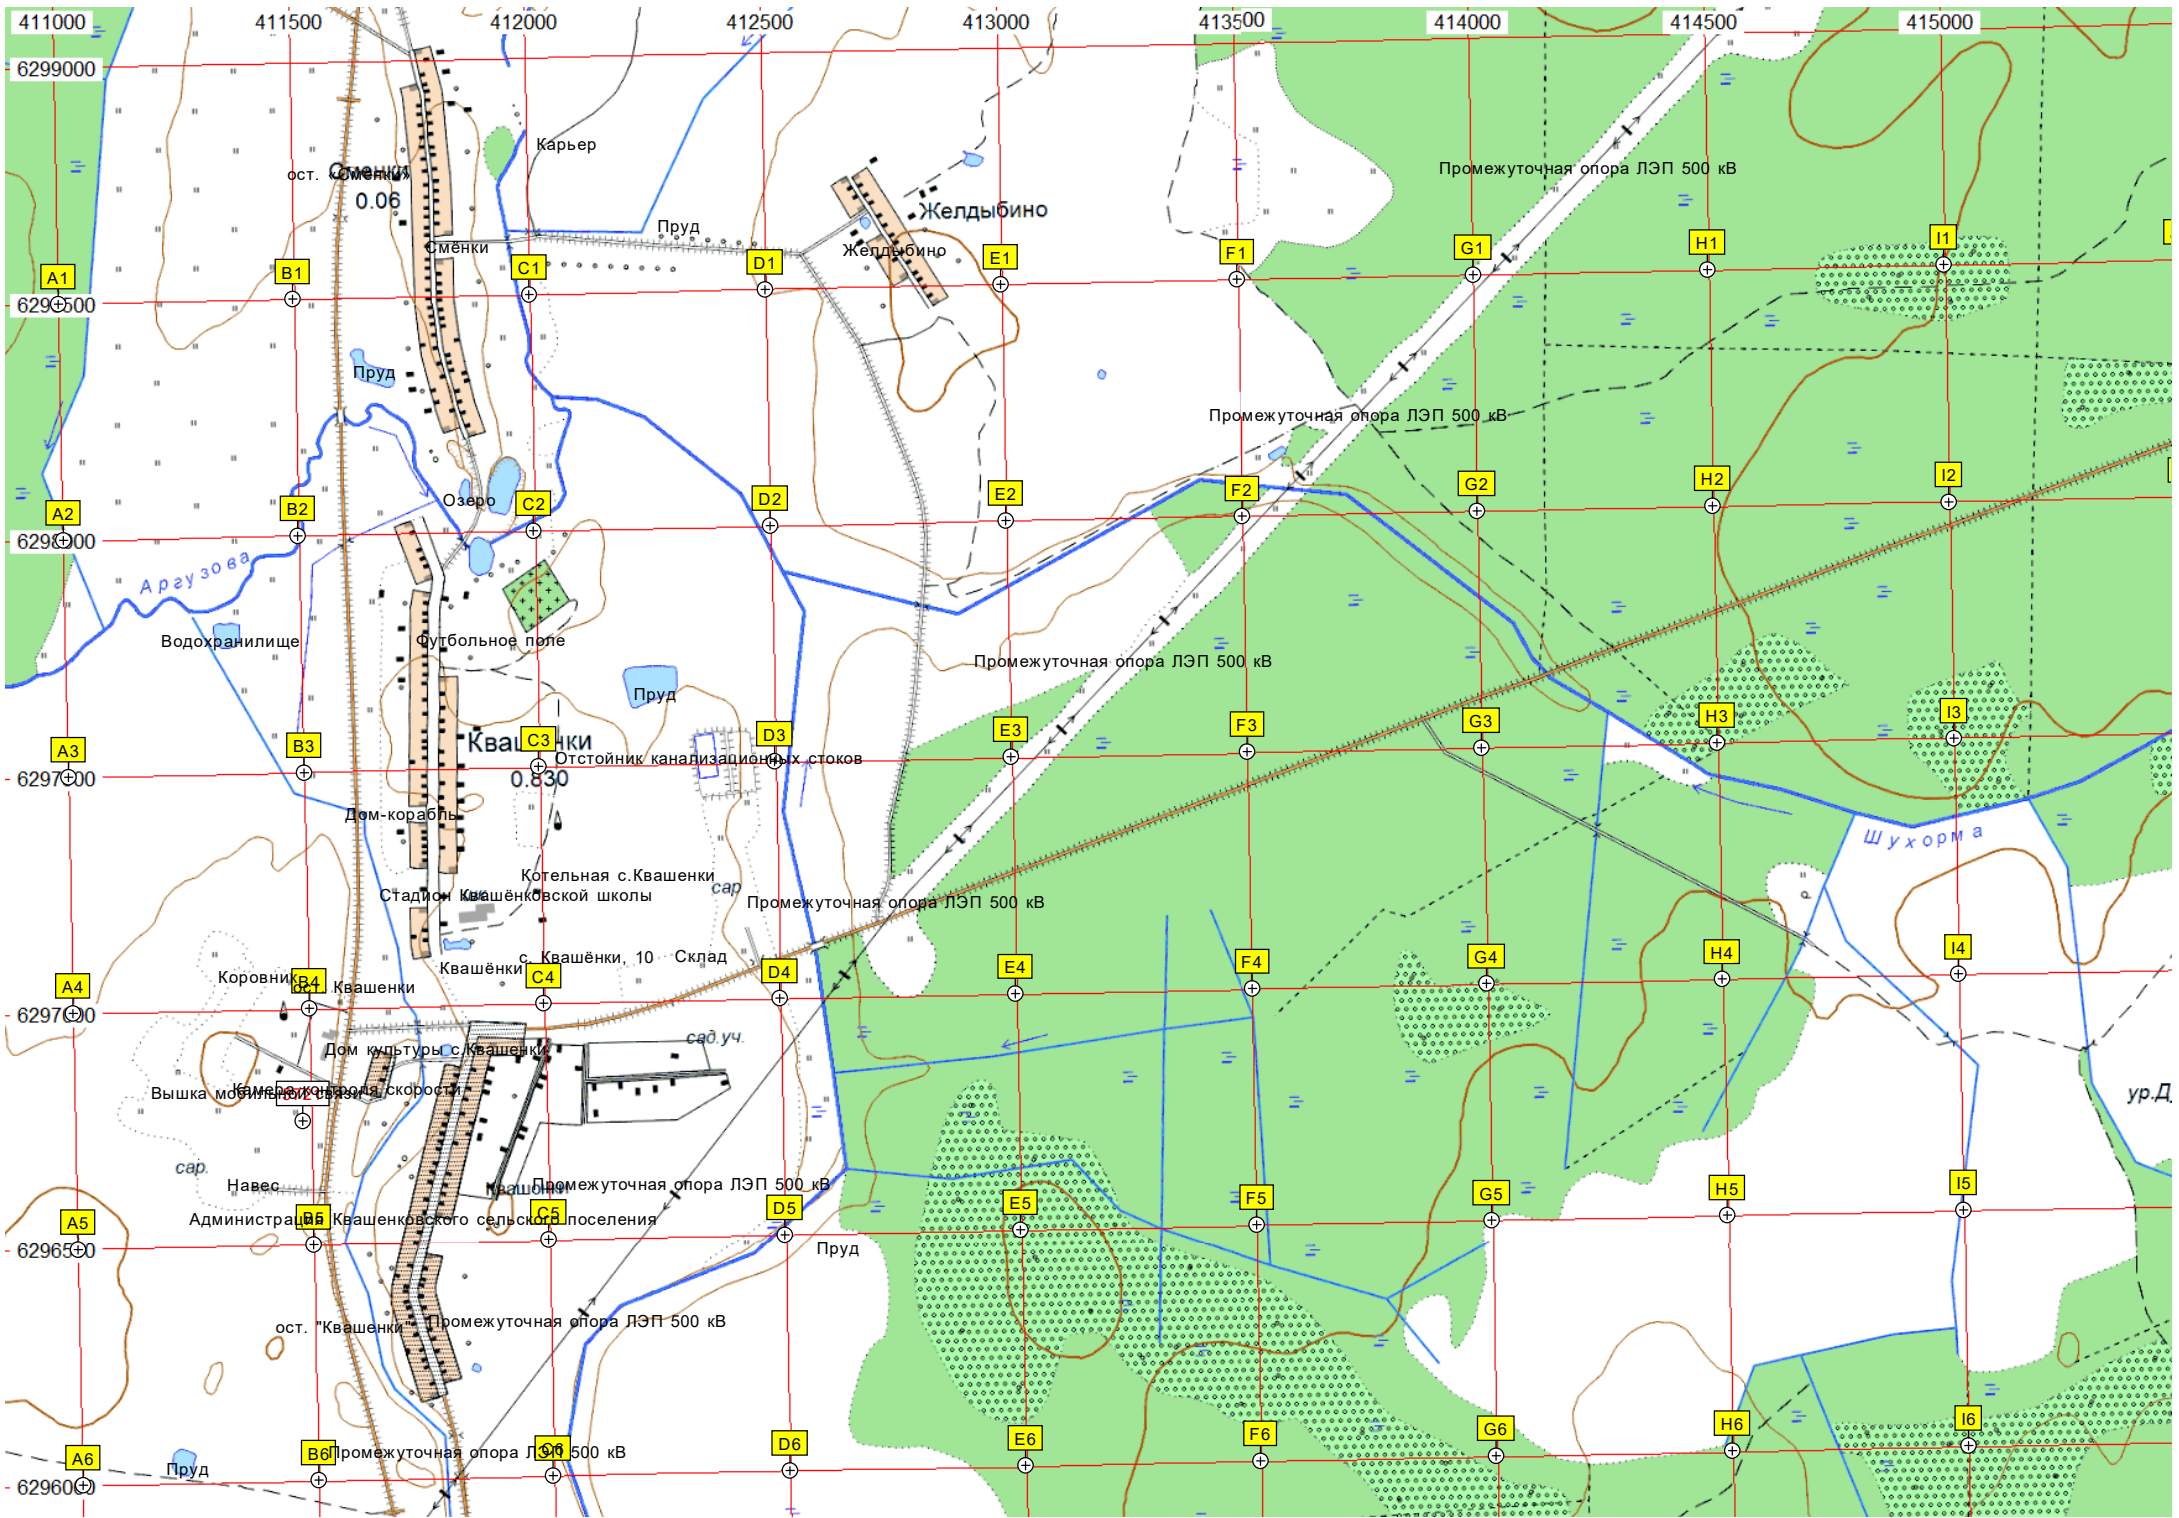 411000 411500 412000 412500 413000 413500 414000 414500 415000
6299000
Карьер
Промежуточная опора ЛЭП 500 кВ
ост. «Смёнки»
0.06
Желдыбино
Пруд
Смёнки
Желдыбино
A1 B1 C1 D1 E1 F1 G1 H1 I1
Пруд
Промежуточная опора ЛЭП 500 кВ
Озеро
A2 B2 C2 D2 E2 F2 G2 H2 I2
Аргузова
Водохранилище
Футбольное поле
Промежуточная опора ЛЭП 500 кВ
Пруд
A3 B3 C3 D3 E3 F3 G3 H3 I3
Отстойник канализационных стоков
0.830
Дом-корабль
Шухорма
Котельная с.Квашенки
сар
Стадион Квашёнковской школы
Промежуточная опора ЛЭП 500 кВ
с. Квашёнки, 10
Склад
Квашёнки
Коровник
A4 B4 C4 D4 E4 F4 G4 H4 I4
ост. Квашенки
сад.уч.
Дом культуры с.Квашенки
Камера контроля скорости
Вышка мобильной связи
ур.Д
сар.
Навес
Промежуточная опора ЛЭП 500 кВ
A5 B5 C5 D5 E5 F5 G5 H5 I5
Администрация Квашенковского сельского поселения
Пруд
ост. "Квашенки"
Промежуточная опора ЛЭП 500 кВ
A6 B6 C6 D6 E6 F6 G6 H6 I6
Промежуточная опора ЛЭП 500 кВ
Пруд